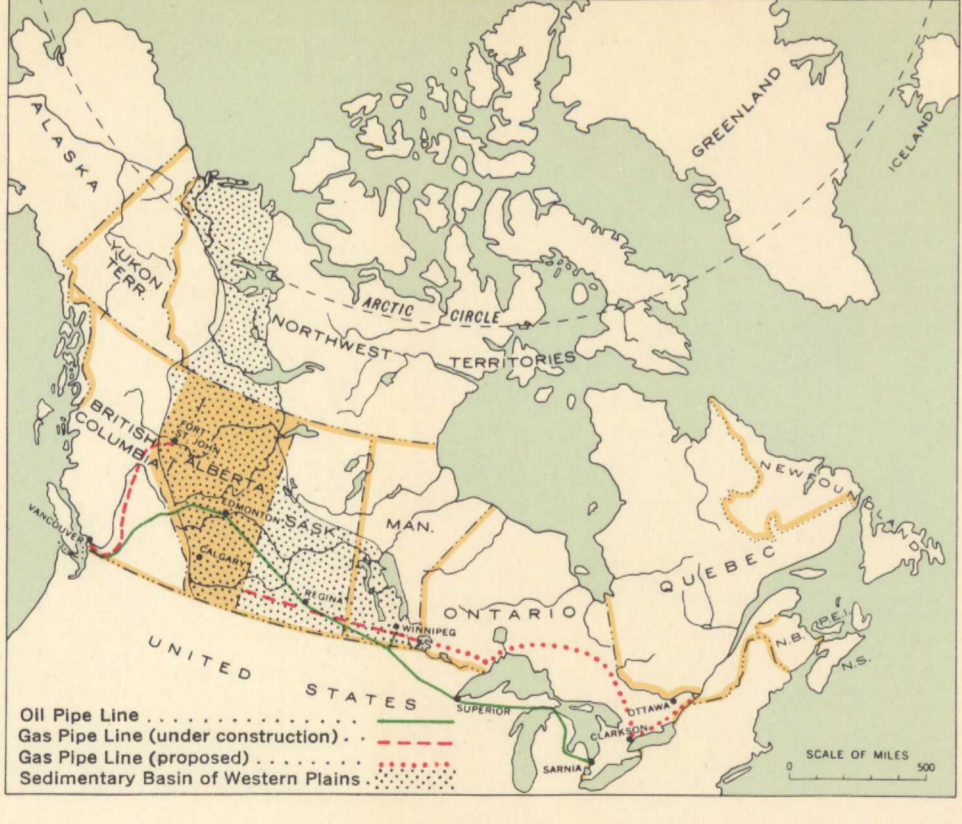 ALASKA
GREENLAND
ICELAND
YUKON
TERR.
ARCTIC CIRCLE
NORTHWEST TERRITORIES
BRITISH
COLUMBIA
FORT
ST. JOHN
ALBERTA
NEWFOUNDLAND
VANCOUVER
EDMONTON
SASK.
MAN.
CALGARY
QUEBEC
REGINA
ONTARIO
WINNIPEG
P.E.I.
N.B.
N.S.
UNITED STATES
SUPERIOR
OTTAWA
CLARKSON
SARNIA
Oil Pipe Line . . . . . . . . . . . . .
Gas Pipe Line (under construction) . .
Gas Pipe Line (proposed) . . . . . . . .
Sedimentary Basin of Western Plains .
SCALE OF MILES
0 500